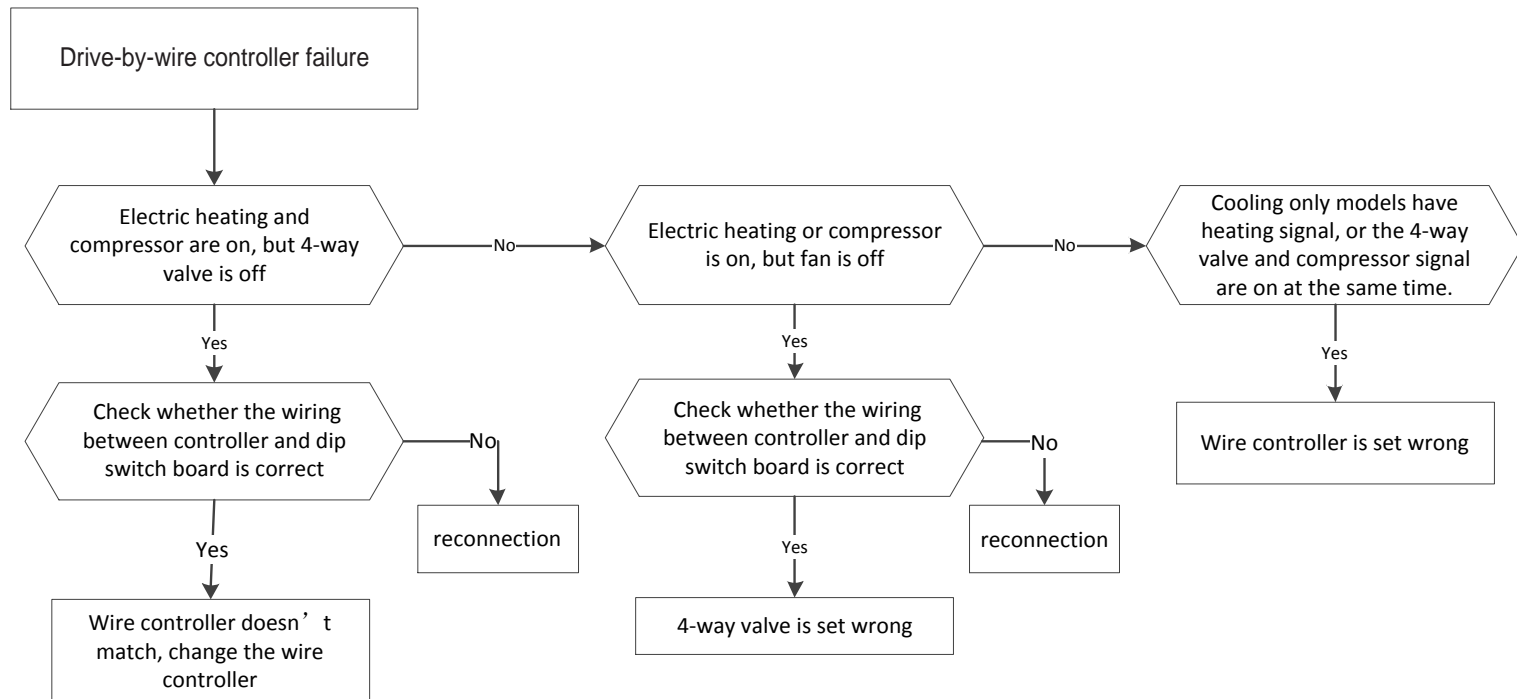 Drive-by-wire controller failure
Electric heating and
compressor are on, but 4-way
valve is off
No
Electric heating or compressor
is on, but fan is off
No
Cooling only models have
heating signal, or the 4-way
valve and compressor signal
are on at the same time.
Yes
Yes
Yes
Check whether the wiring
between controller and dip
switch board is correct
No
Check whether the wiring
between controller and dip
switch board is correct
No
Wire controller is set wrong
reconnection
reconnection
Yes
Yes
Wire controller doesn’t
match, change the wire
controller
4-way valve is set wrong